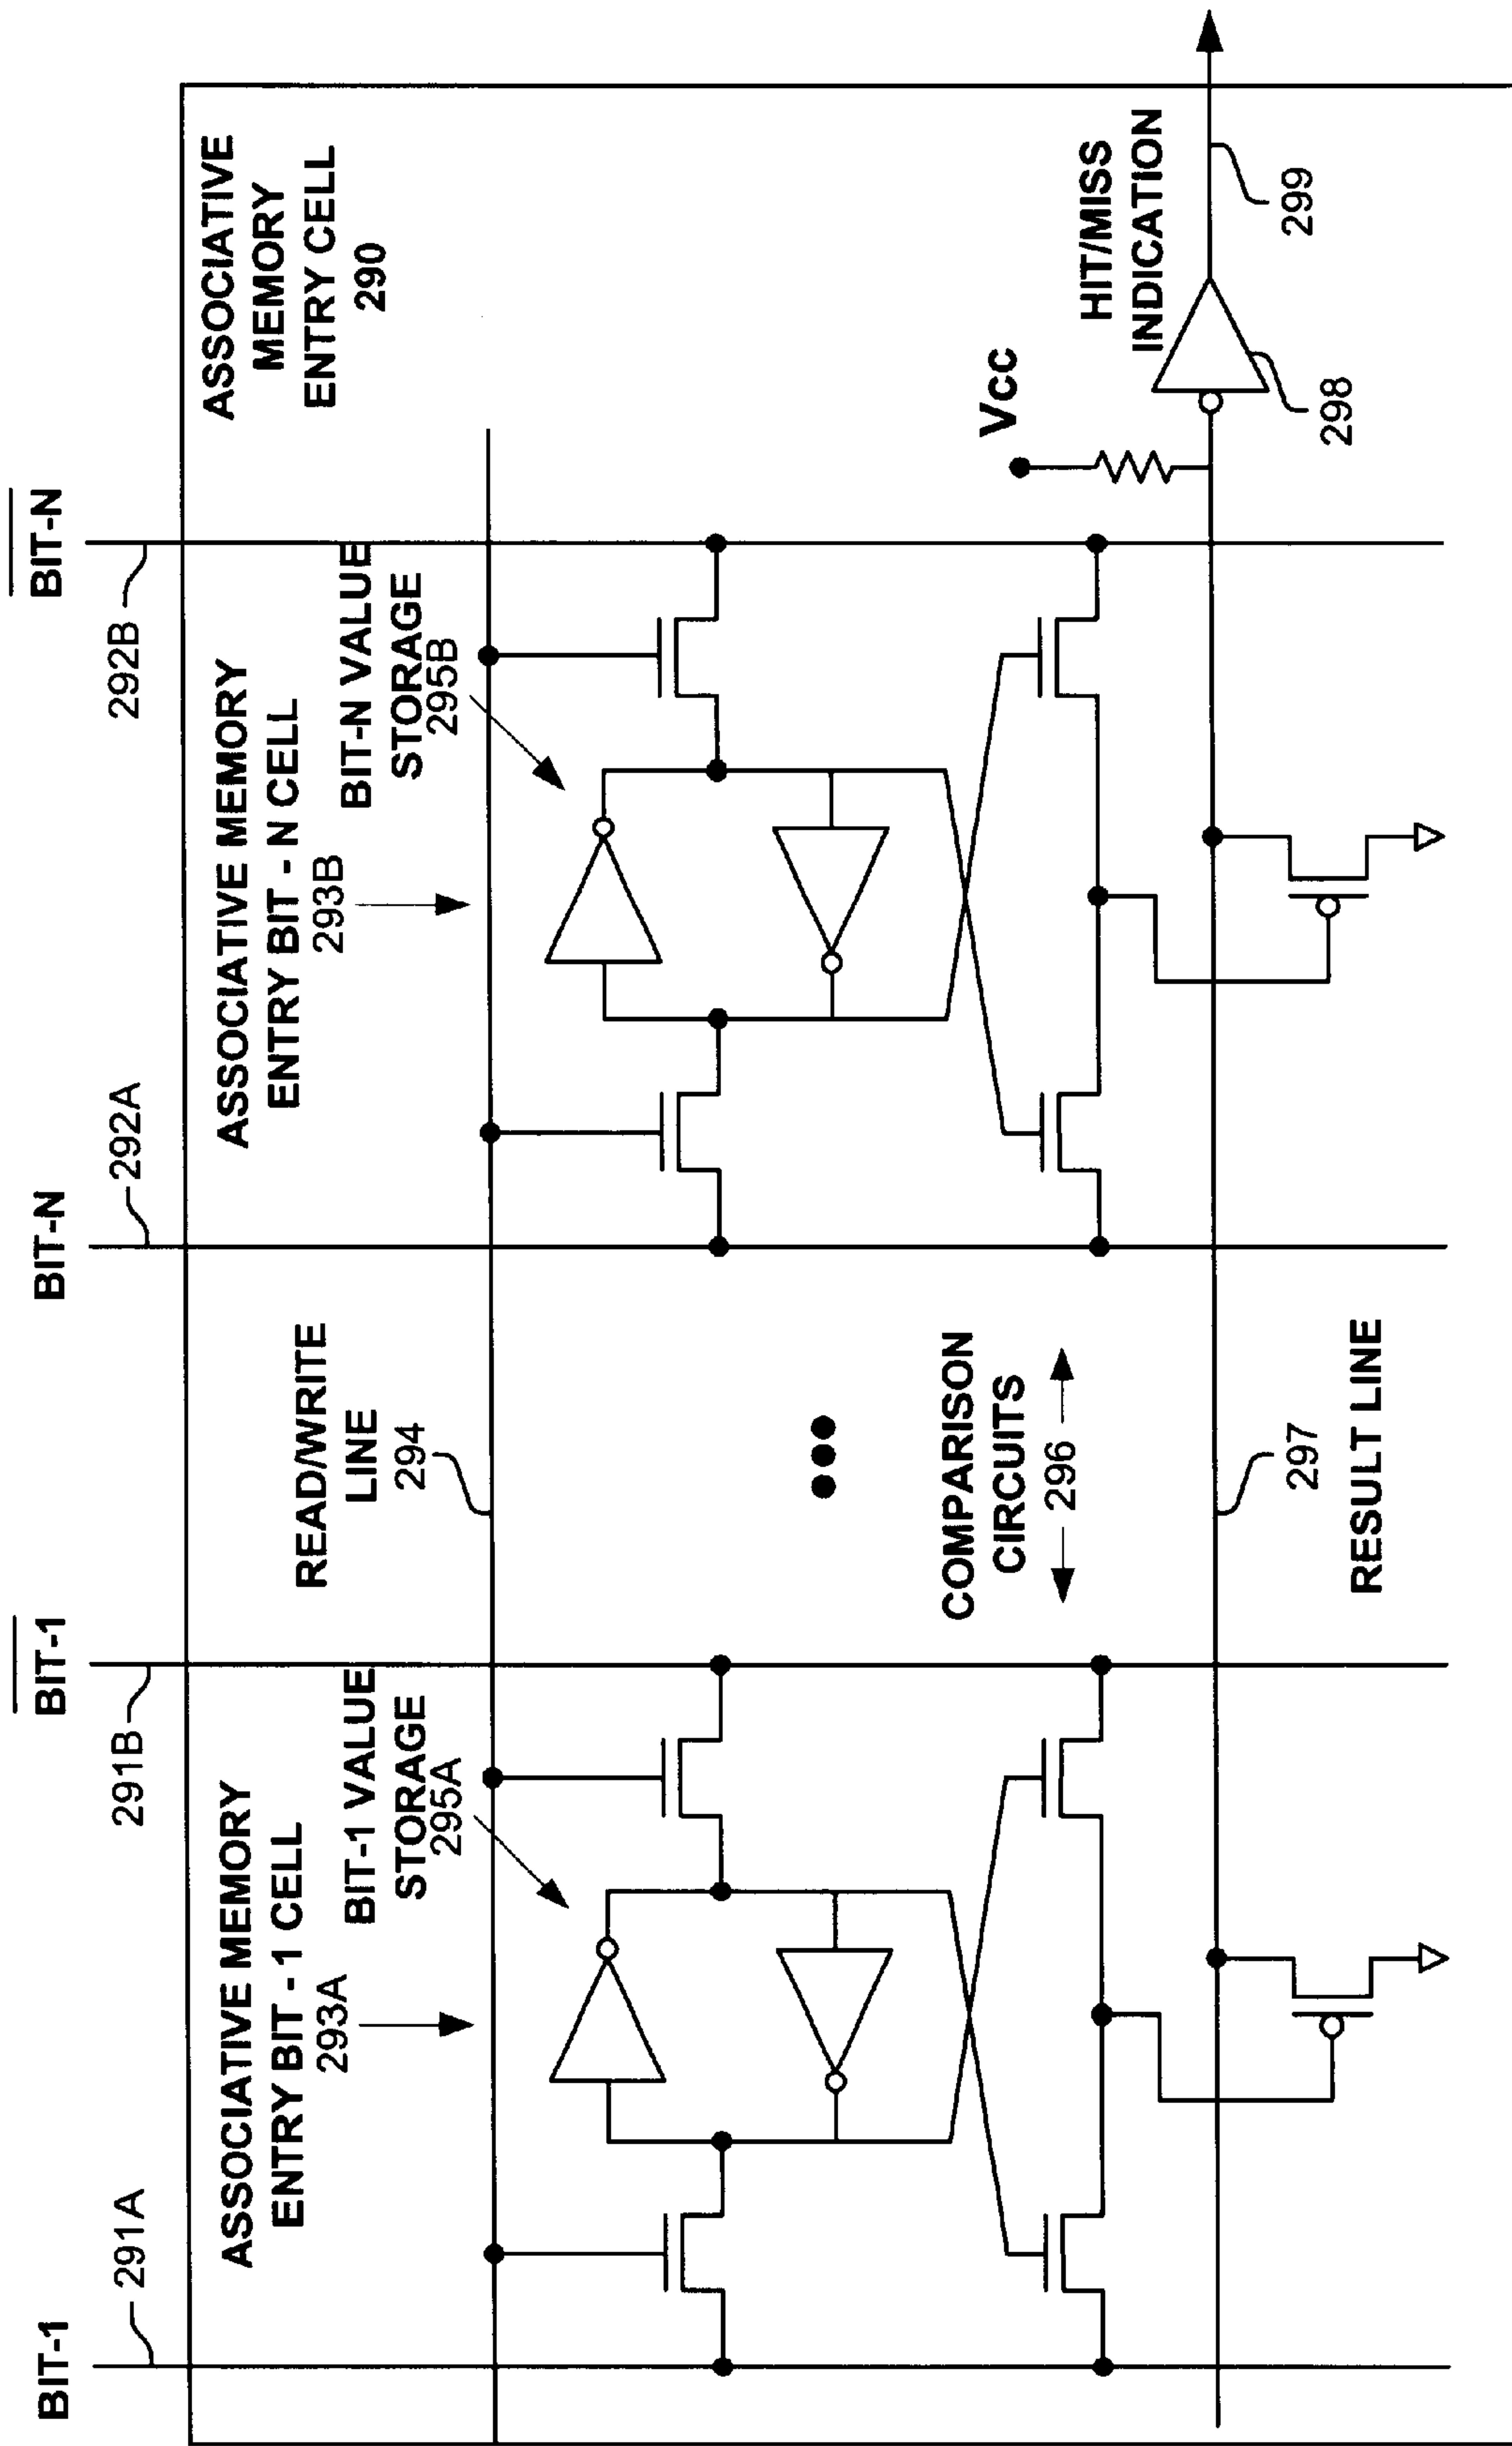 BIT-1
BIT-1
BIT-N
BIT-N
291A
291B
292A
292B
ASSOCIATIVE
MEMORY
ENTRY CELL
290
ASSOCIATIVE MEMORY
ENTRY BIT - 1 CELL
293A
BIT-1 VALUE
STORAGE
295A
READ/WRITE
LINE
294
ASSOCIATIVE MEMORY
ENTRY BIT - N CELL
293B
BIT-N VALUE
STORAGE
295B
COMPARISON
CIRCUITS
296
Vcc
HIT/MISS
INDICATION
297
RESULT LINE
298
299